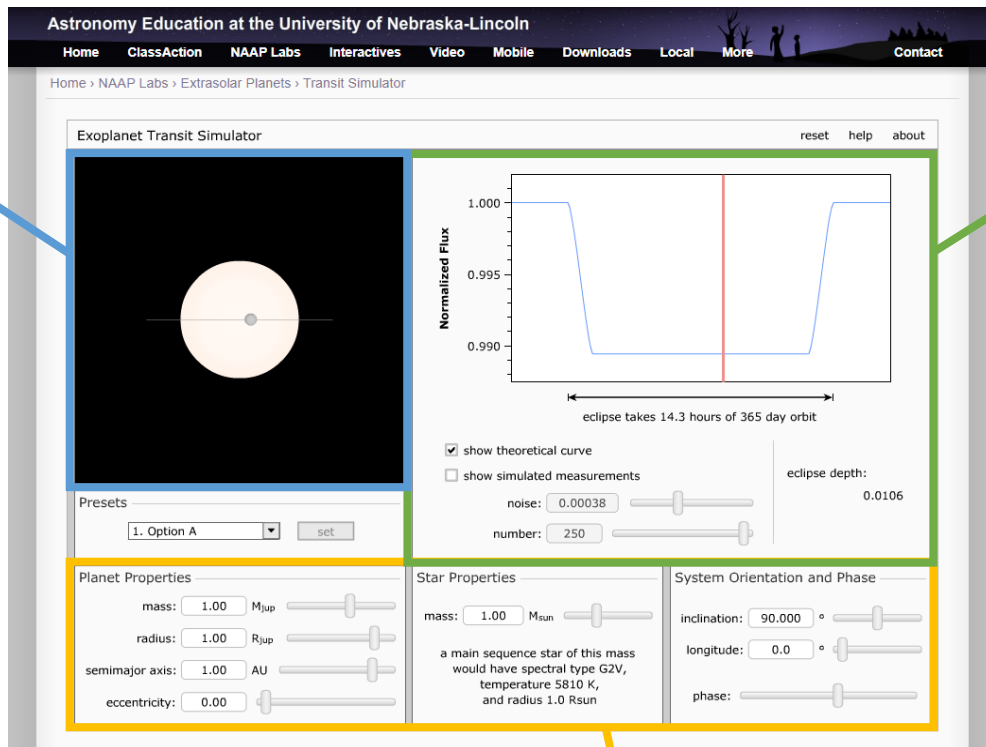 Astronomy Education at the University of Nebraska-Lincoln
Home ClassAction NAAP Labs Interactives Video Mobile Downloads Local More Contact
Home › NAAP Labs › Extrasolar Planets › Transit Simulator
Exoplanet Transit Simulator reset help about
Normalized Flux
1.000
0.995
0.990
eclipse takes 14.3 hours of 365 day orbit
show theoretical curve
show simulated measurements
noise: 0.00038
number: 250
eclipse depth:
0.0106
Presets
1. Option A set
Planet Properties
mass: 1.00 Mjup
radius: 1.00 Rjup
semimajor axis: 1.00 AU
eccentricity: 0.00
Star Properties
mass: 1.00 Msun
a main sequence star of this mass
would have spectral type G2V,
temperature 5810 K,
and radius 1.0 Rsun
System Orientation and Phase
inclination: 90.000 °
longitude: 0.0 °
phase: